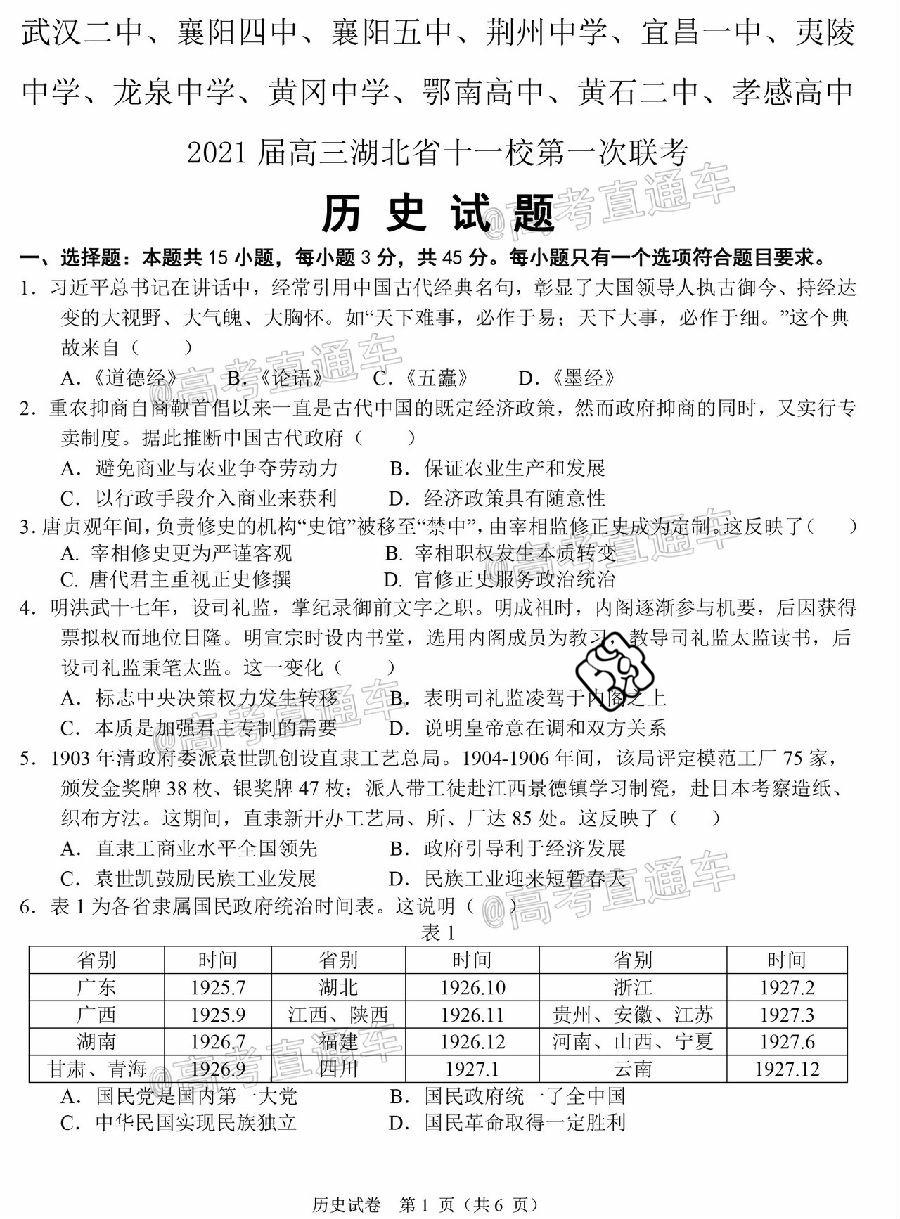 武汉二中、襄阳四中、襄阳五中、荆州中学、宜昌一中、夷陵
中学、龙泉中学、黄冈中学、鄂南高中、黄石二中、孝感高中
2021 届高三湖北省十一校第一次联考
历 史 试 题
@高考直通车
一、选择题：本题共 15 小题，每小题 3 分，共 45 分。每小题只有一个选项符合题目要求。
1．习近平总书记在讲话中，经常引用中国古代经典名句，彰显了大国领导人执古御今、持经达
变的大视野、大气魄、大胸怀。如“天下难事，必作于易；天下大事，必作于细。”这个典
故来自（　　）
@高考直通车
A．《道德经》　B．《论语》　C．《五蠹》　D．《墨经》
2．重农抑商自商鞅首倡以来一直是古代中国的既定经济政策，然而政府抑商的同时，又实行专
卖制度。据此推断中国古代政府（　　）
A．避免商业与农业争夺劳动力　B．保证农业生产和发展
C．以行政手段介入商业来获利　D．经济政策具有随意性
3. 唐贞观年间，负责修史的机构“史馆”被移至“禁中”，由宰相监修正史成为定制。这反映了（　　）
A. 宰相修史更为严谨客观　B. 宰相职权发生本质转变
@高考直通车
C. 唐代君主重视正史修撰　D. 官修正史服务政治统治
4．明洪武十七年，设司礼监，掌纪录御前文字之职。明成祖时，内阁逐渐参与机要，后因获得
票拟权而地位日隆。明宣宗时设内书堂，选用内阁成员为教习，教导司礼监太监读书，后
设司礼监秉笔太监。这一变化（　　）
A．标志中央决策权力发生转移　B．表明司礼监凌驾于内阁之上
@高考直通车
C．本质是加强君主专制的需要　D．说明皇帝意在调和双方关系
5．1903 年清政府委派袁世凯创设直隶工艺总局。1904-1906 年间，该局评定模范工厂 75 家，
颁发金奖牌 38 枚、银奖牌 47 枚；派人带工徒赴江西景德镇学习制瓷，赴日本考察造纸、
织布方法。这期间，直隶新开办工艺局、所、厂达 85 处。这反映了（　　）
A．直隶工商业水平全国领先　B．政府引导利于经济发展
C．袁世凯鼓励民族工业发展　D．民族工业迎来短暂春天
@高考直通车
6．表 1 为各省隶属国民政府统治时间表。这说明（　　）
表 1
省别　时间　省别　时间　省别　时间
广东　1925.7　湖北　1926.10　浙江　1927.2
广西　1925.9　江西、陕西　1926.11　贵州、安徽、江苏　1927.3
湖南　1926.7　福建　1926.12　河南、山西、宁夏　1927.6
甘肃、青海　1926.9　四川　1927.1　云南　1927.12
@高考直通车
A．国民党是国内第一大党　B．国民政府统一了全中国
C．中华民国实现民族独立　D．国民革命取得一定胜利
历史试卷　第 1 页（共 6 页）